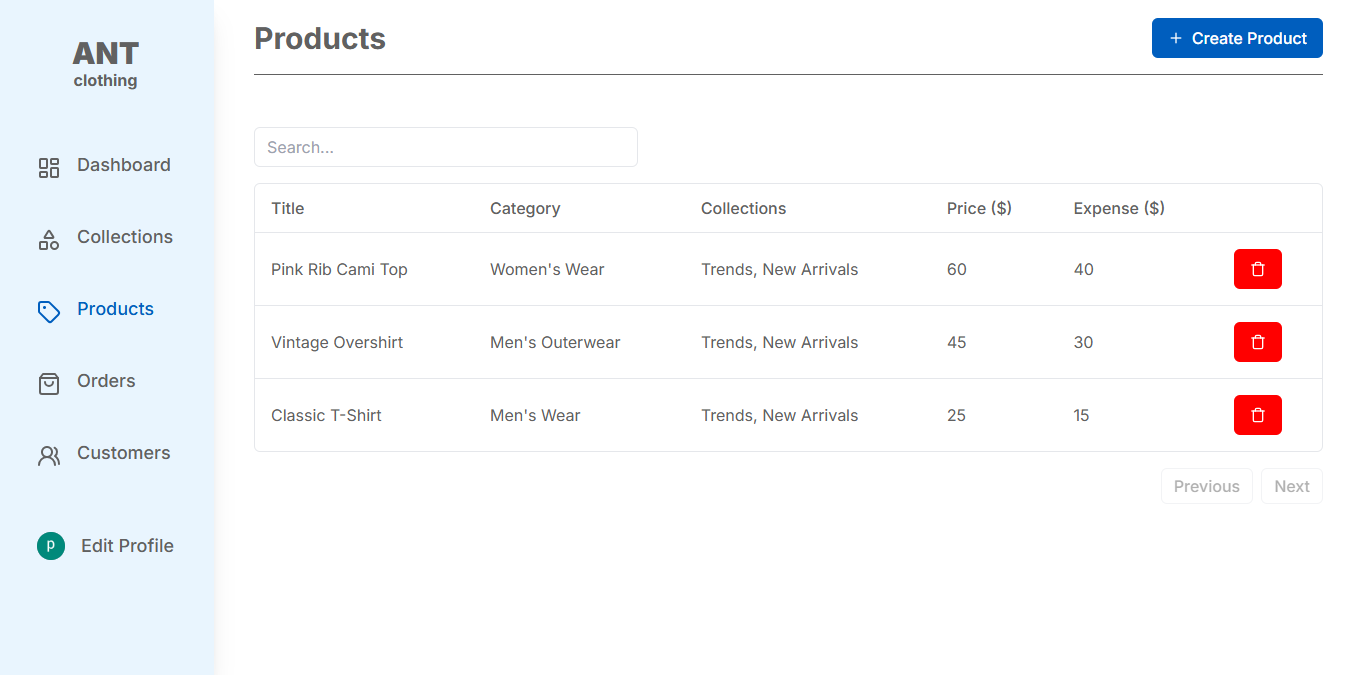 ANT
clothing
Dashboard
Collections
Products
Orders
Customers
p
Edit Profile
Products
+ Create Product
Search...
Title Category Collections Price ($) Expense ($)
Pink Rib Cami Top Women's Wear Trends, New Arrivals 60 40
Vintage Overshirt Men's Outerwear Trends, New Arrivals 45 30
Classic T-Shirt Men's Wear Trends, New Arrivals 25 15
Previous Next